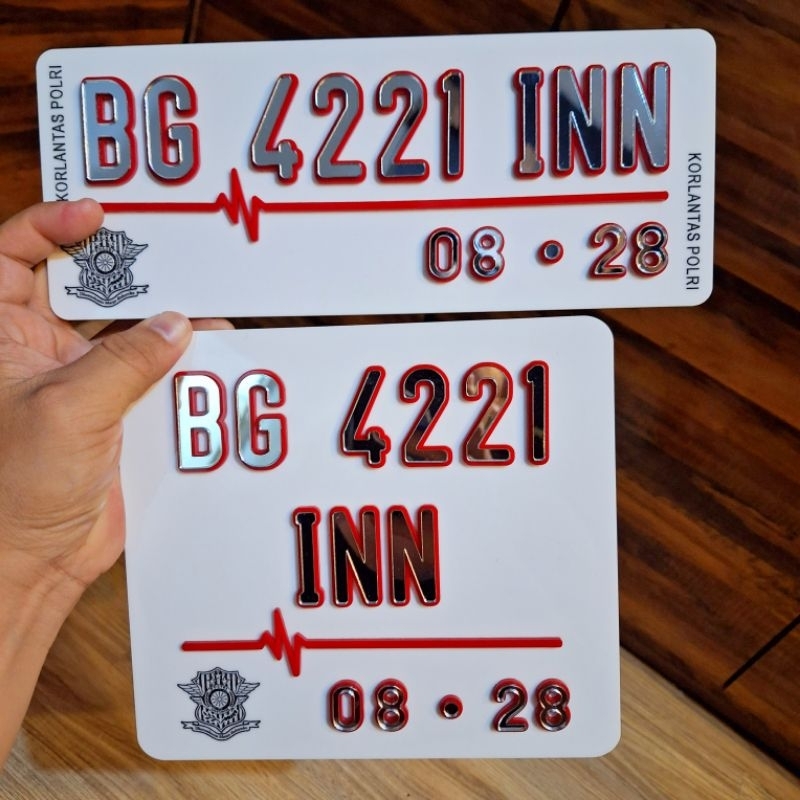 KORLANTAS POLRI
BG 4221 INN
KORLANTAS POLRI
08 • 28
BG 4221
INN
08 • 28